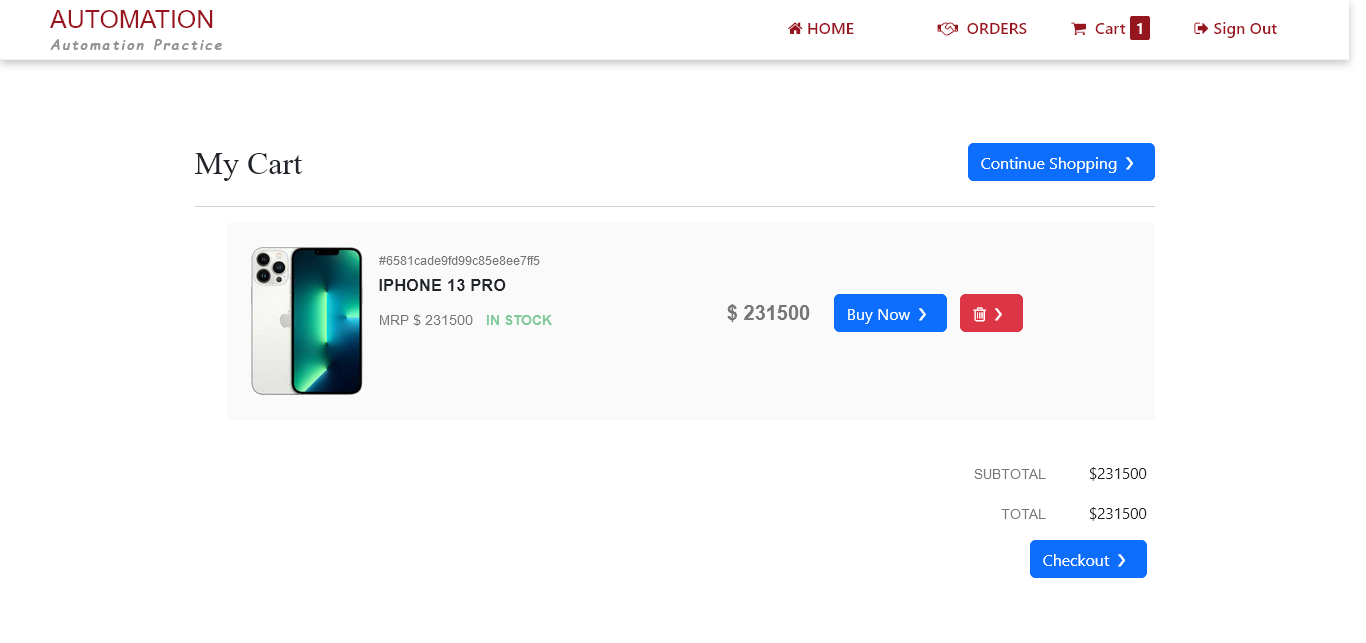 AUTOMATION
Automation Practice
HOME
ORDERS
Cart 1
Sign Out
My Cart
Continue Shopping ❯
#6581cade9fd99c85e8ee7ff5
IPHONE 13 PRO
MRP $ 231500 IN STOCK
$ 231500
Buy Now ❯
❯
SUBTOTAL $231500
TOTAL $231500
Checkout ❯